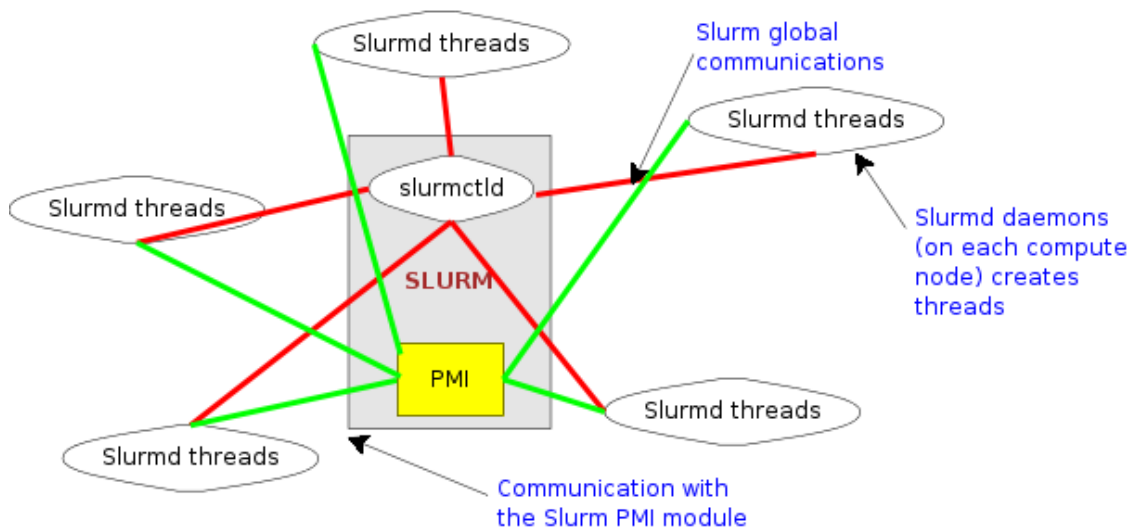 Slurmd threads
Slurm global
communications
Slurmd threads
slurmctld
Slurmd threads
Slurmd daemons
(on each compute
node) creates
threads
SLURM
PMI
Slurmd threads
Slurmd threads
Communication with
the Slurm PMI module